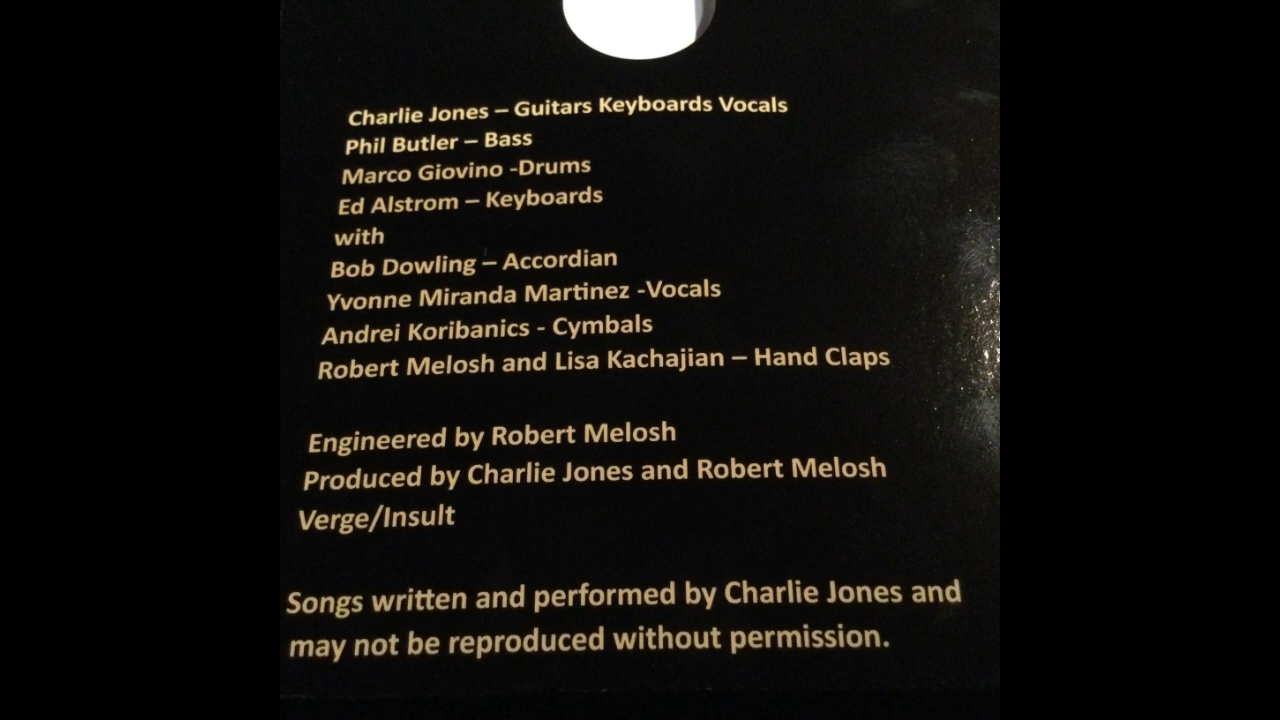 Charlie Jones – Guitars Keyboards Vocals
Phil Butler – Bass
Marco Giovino -Drums
Ed Alstrom – Keyboards
with
Bob Dowling – Accordian
Yvonne Miranda Martinez -Vocals
Andrei Koribanics - Cymbals
Robert Melosh and Lisa Kachajian – Hand Claps
Engineered by Robert Melosh
Produced by Charlie Jones and Robert Melosh
Verge/Insult
Songs written and performed by Charlie Jones and
may not be reproduced without permission.